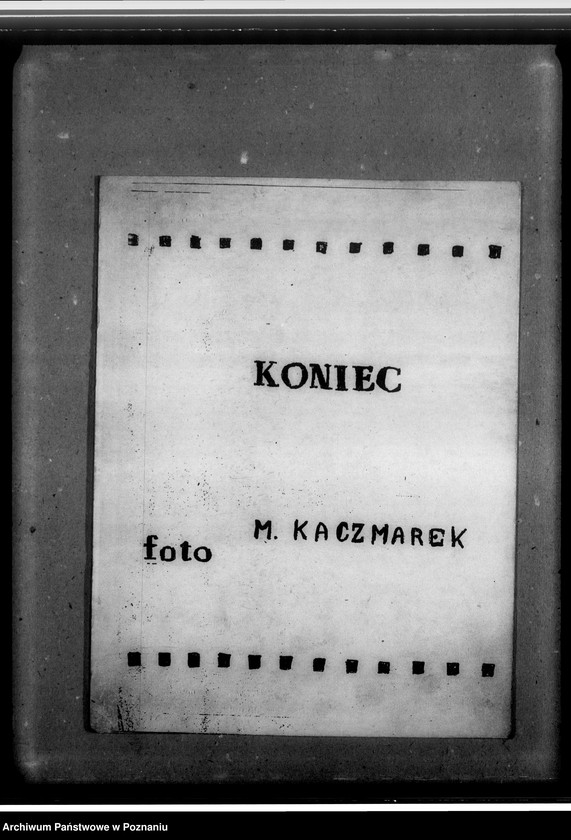 KONIEC
foto M. KACZMAREK
Archiwum Państwowe w Poznaniu